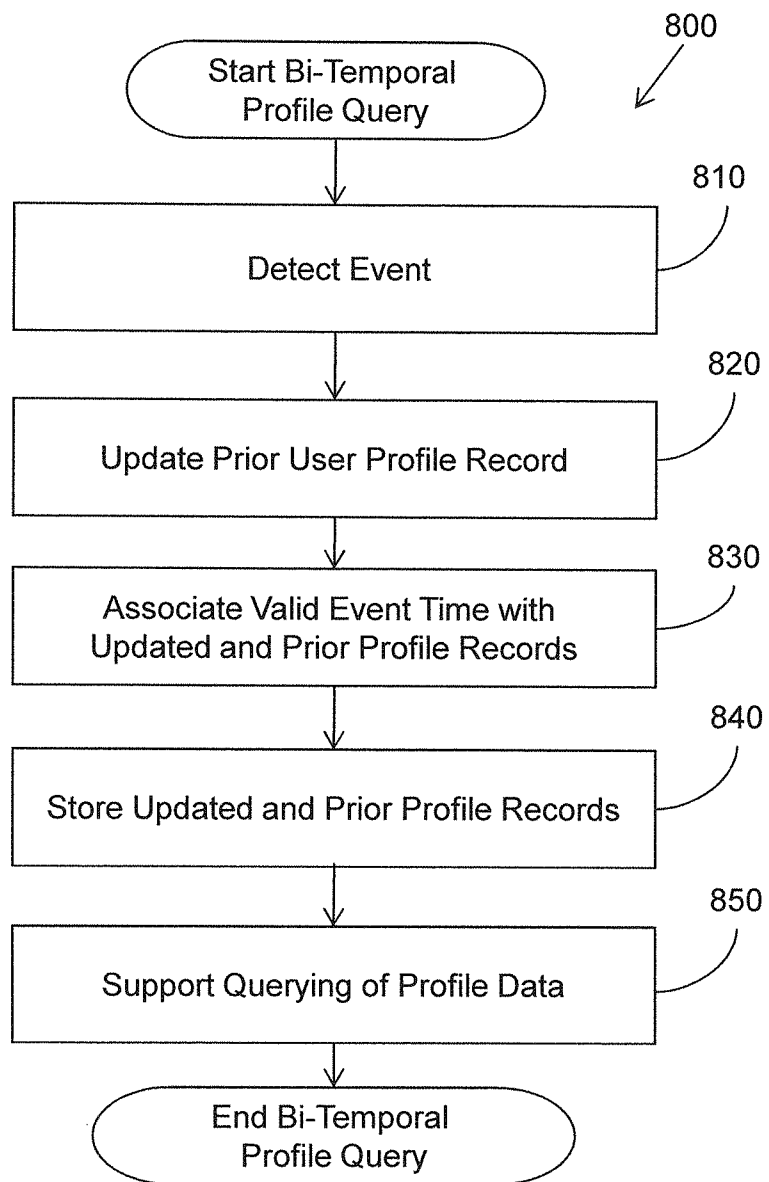 800
Start Bi-Temporal
Profile Query
810
Detect Event
820
Update Prior User Profile Record
830
Associate Valid Event Time with
Updated and Prior Profile Records
840
Store Updated and Prior Profile Records
850
Support Querying of Profile Data
End Bi-Temporal
Profile Query